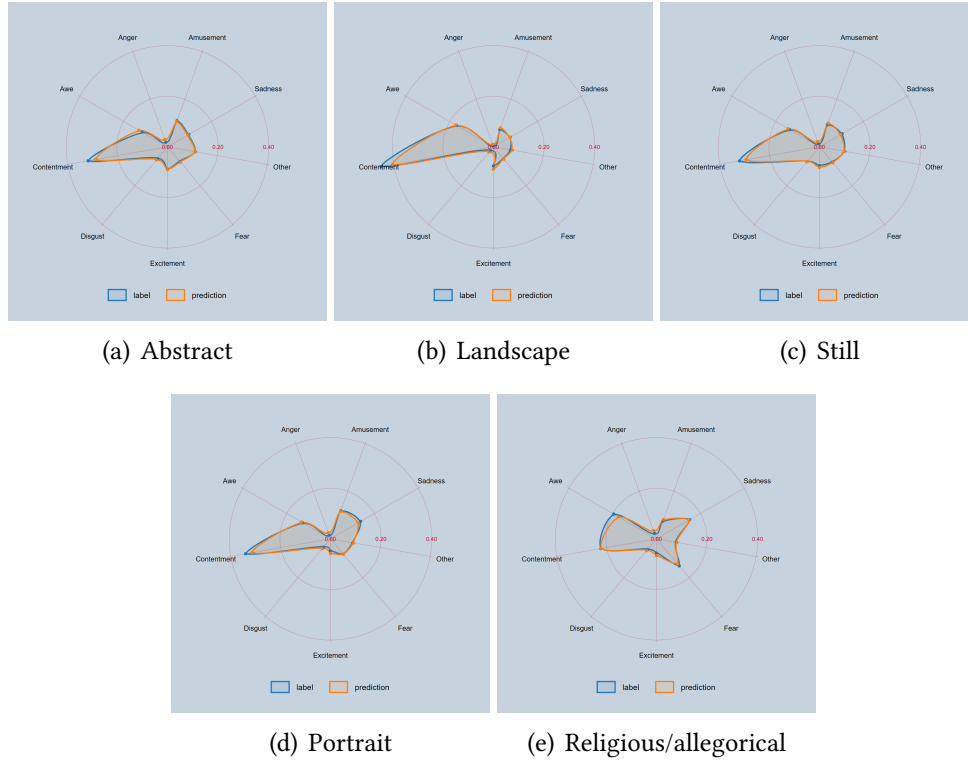 Anger Amusement
Awe Sadness
0.00 0.20 0.40
Contentment Other
Disgust Fear
Excitement
label prediction
(a) Abstract
Anger Amusement
Awe Sadness
0.00 0.20 0.40
Contentment Other
Disgust Fear
Excitement
label prediction
(b) Landscape
Anger Amusement
Awe Sadness
0.00 0.20 0.40
Contentment Other
Disgust Fear
Excitement
label prediction
(c) Still
Anger Amusement
Awe Sadness
0.00 0.20 0.40
Contentment Other
Disgust Fear
Excitement
label prediction
(d) Portrait
Anger Amusement
Awe Sadness
0.00 0.20 0.40
Contentment Other
Disgust Fear
Excitement
label prediction
(e) Religious/allegorical